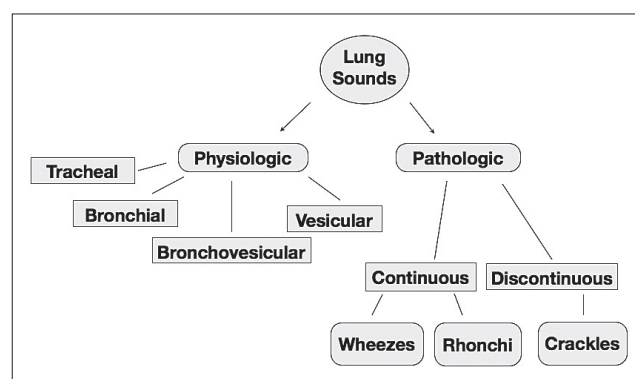 Lung
Sounds
Physiologic
Pathologic
Tracheal
Bronchial
Vesicular
Bronchovesicular
Continuous
Discontinuous
Wheezes
Rhonchi
Crackles